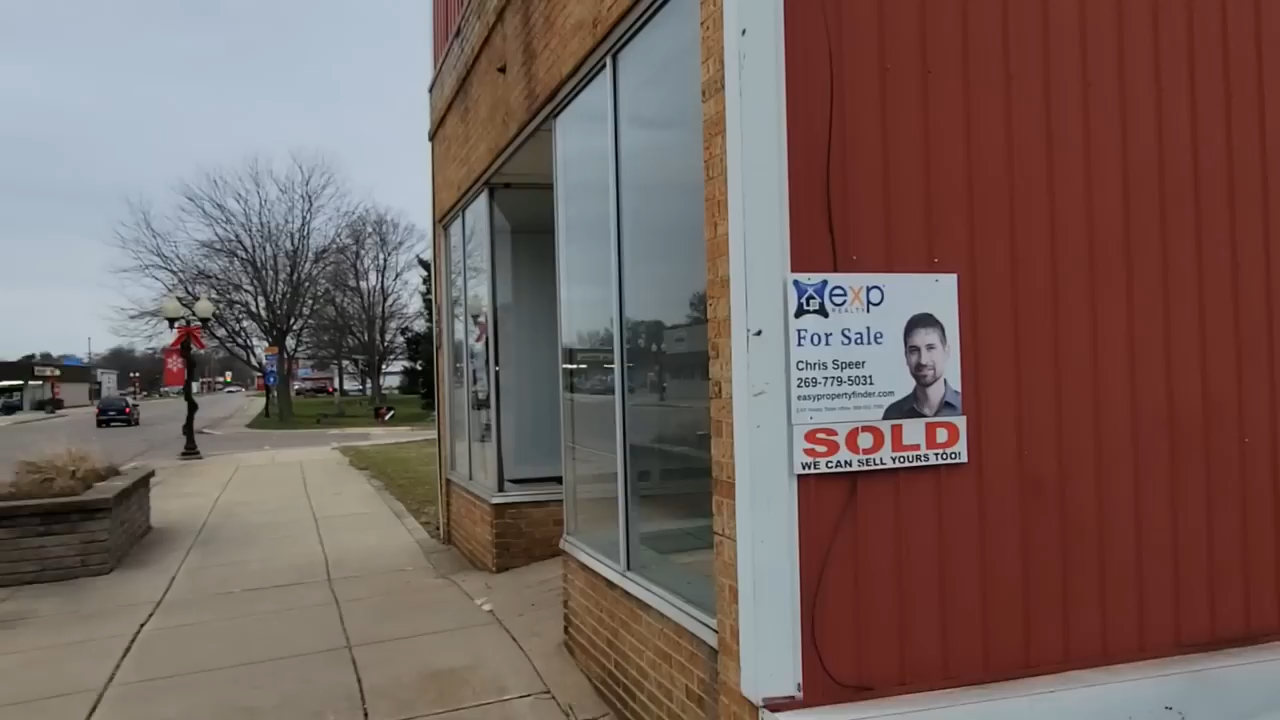 exp
REALTY
For Sale
Chris Speer
269-779-5031
easypropertyfinder.com
SOLD
WE CAN SELL YOURS TOO!